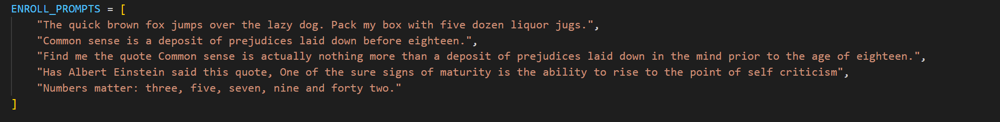 ENROLL_PROMPTS = [
    "The quick brown fox jumps over the lazy dog. Pack my box with five dozen liquor jugs.",
    "Common sense is a deposit of prejudices laid down before eighteen.",
    "Find me the quote Common sense is actually nothing more than a deposit of prejudices laid down in the mind prior to the age of eighteen.",
    "Has Albert Einstein said this quote, One of the sure signs of maturity is the ability to rise to the point of self criticism",
    "Numbers matter: three, five, seven, nine and forty two."
]